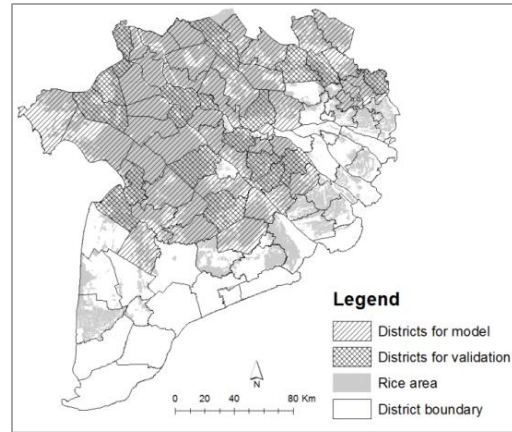 Legend
Districts for model
Districts for validation
Rice area
District boundary
N
0 20 40 80 Km